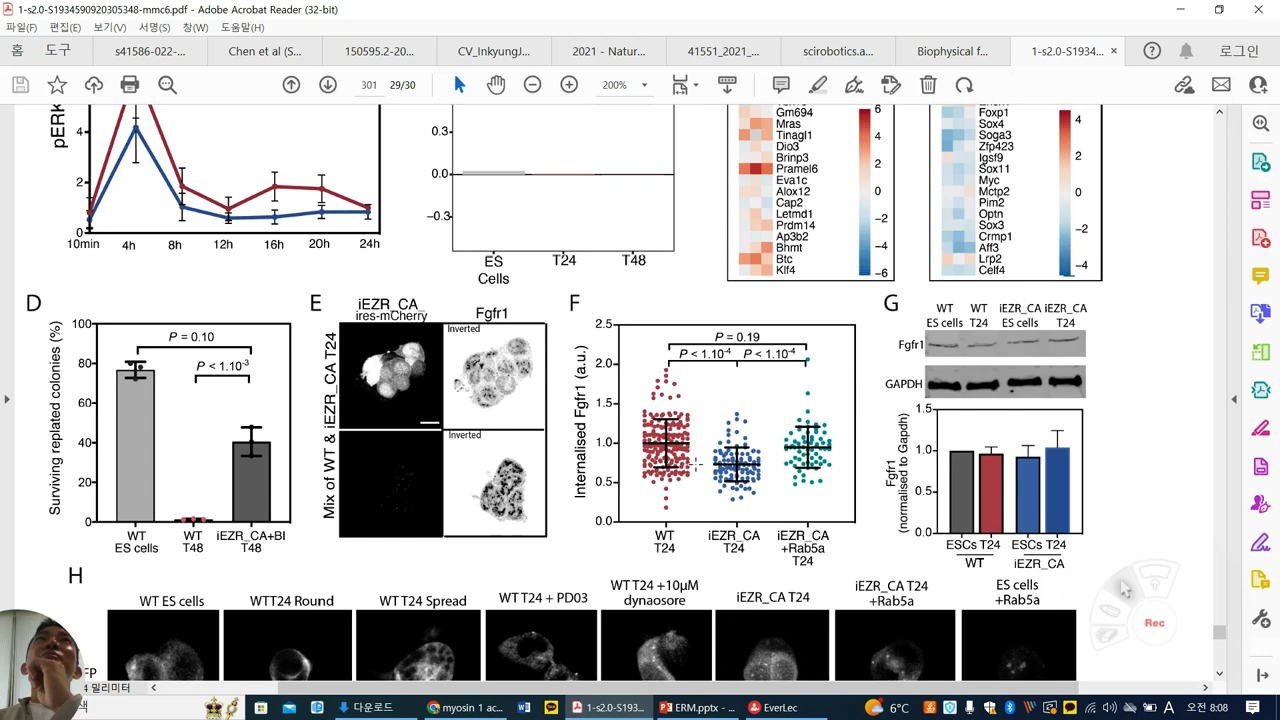 1-s2.0-S1934590920305348-mmc6.pdf - Adobe Acrobat Reader (32-bit)
파일(F) 편집(E) 보기(V) 서명(S) 창(W) 도움말(H)
홈 도구 s41586-022-... Chen et al (S... 150595.2-20... CV_InkyungJ... 2021 - Natur... 41551_2021_... scirobotics.a... Biophysical f... 1-s2.0-S1934... × 로그인
301 29/30 200%
pERK
4
2
0
10min 4h 8h 12h 16h 20h 24h
0.3
0.0
−0.3
ES Cells T24 T48
Gm694
Mras
Tinagl1
Dio3
Brinp3
Pramel6
Eva1c
Alox12
Cap2
Letmd1
Prdm14
Ap3b2
Bhmt
Btc
Klf4
6
4
2
0
−2
−4
−6
Foxp1
Sox4
Soga3
Zfp423
Igsf9
Sox11
Myc
Mctp2
Pim2
Optn
Sox3
Crmp1
Aff3
Lrp2
Celf4
4
2
0
−2
−4
D
Surviving replated colonies (%)
100
80
60
40
20
0
P = 0.10
P < 1.10-3
WT ES cells
WT T48
iEZR_CA+BI T48
E
iEZR_CA_
ires-mCherry
Fgfr1
Mix of WT & iEZR_CA T24
Inverted
Inverted
F
Internalised Fgfr1 (a.u.)
2.5
2.0
1.5
1.0
0.5
0.0
P = 0.19
P < 1.10-4 P < 1.10-4
WT T24
iEZR_CA T24
iEZR_CA +Rab5a T24
G
WT ES cells
WT T24
iEZR_CA ES cells
iEZR_CA T24
Fgfr1
GAPDH
Fgfr1
(normalised to Gapdh)
1.5
1.0
0.5
0.0
ESCs T24 ESCs T24
WT iEZR_CA
H
WT ES cells
WTT24 Round
WT T24 Spread
WT T24 + PD03
WT T24 +10μM dynaosore
iEZR_CA T24
iEZR_CA T24 +Rab5a
ES cells +Rab5a
FP
Rec
4 밀리미터
색 다운로드 myosin 1 ac... 1-s2.0-S193... ERM.pptx - ... EverLec 6°C A 오전 8:08